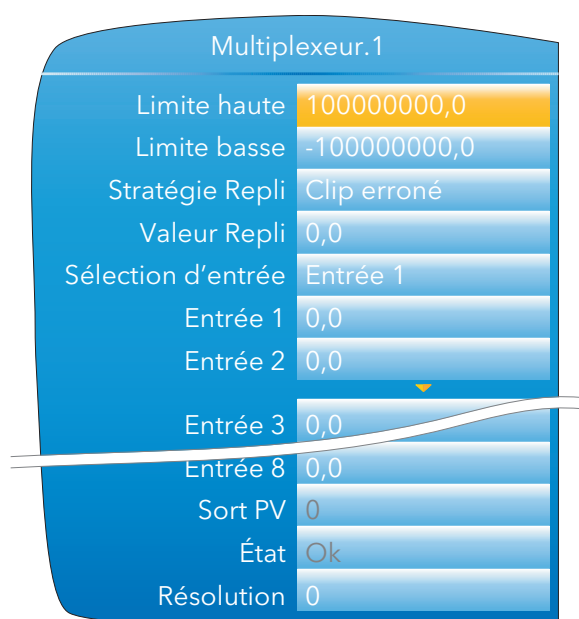 Multiplexeur.1
Limite haute 100000000,0
Limite basse -100000000,0
Stratégie Repli Clip erroné
Valeur Repli 0,0
Sélection d'entrée Entrée 1
Entrée 1 0,0
Entrée 2 0,0
Entrée 3 0,0
Entrée 8 0,0
Sort PV 0
État Ok
Résolution 0